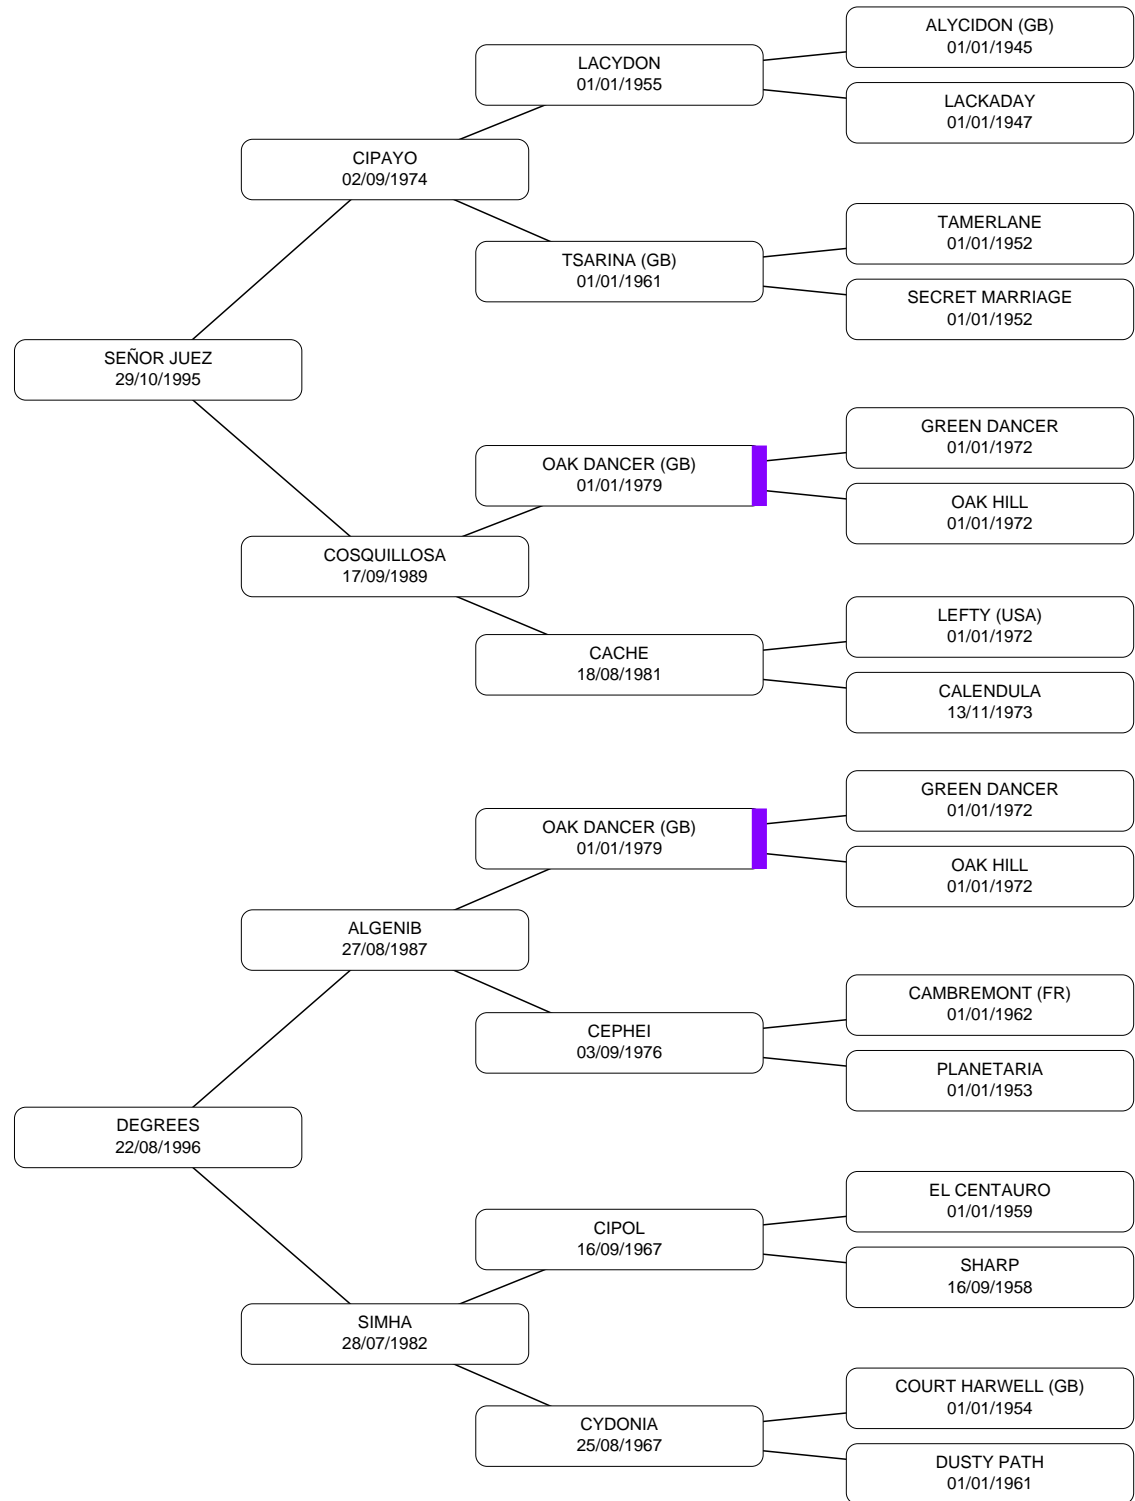 ALYCIDON (GB)
01/01/1945
LACYDON
01/01/1955
LACKADAY
01/01/1947
CIPAYO
02/09/1974
TAMERLANE
01/01/1952
TSARINA (GB)
01/01/1961
SECRET MARRIAGE
01/01/1952
SEÑOR JUEZ
29/10/1995
GREEN DANCER
01/01/1972
OAK DANCER (GB)
01/01/1979
OAK HILL
01/01/1972
COSQUILLOSA
17/09/1989
LEFTY (USA)
01/01/1972
CACHE
18/08/1981
CALENDULA
13/11/1973
GREEN DANCER
01/01/1972
OAK DANCER (GB)
01/01/1979
OAK HILL
01/01/1972
ALGENIB
27/08/1987
CAMBREMONT (FR)
01/01/1962
CEPHEI
03/09/1976
PLANETARIA
01/01/1953
DEGREES
22/08/1996
EL CENTAURO
01/01/1959
CIPOL
16/09/1967
SHARP
16/09/1958
SIMHA
28/07/1982
COURT HARWELL (GB)
01/01/1954
CYDONIA
25/08/1967
DUSTY PATH
01/01/1961